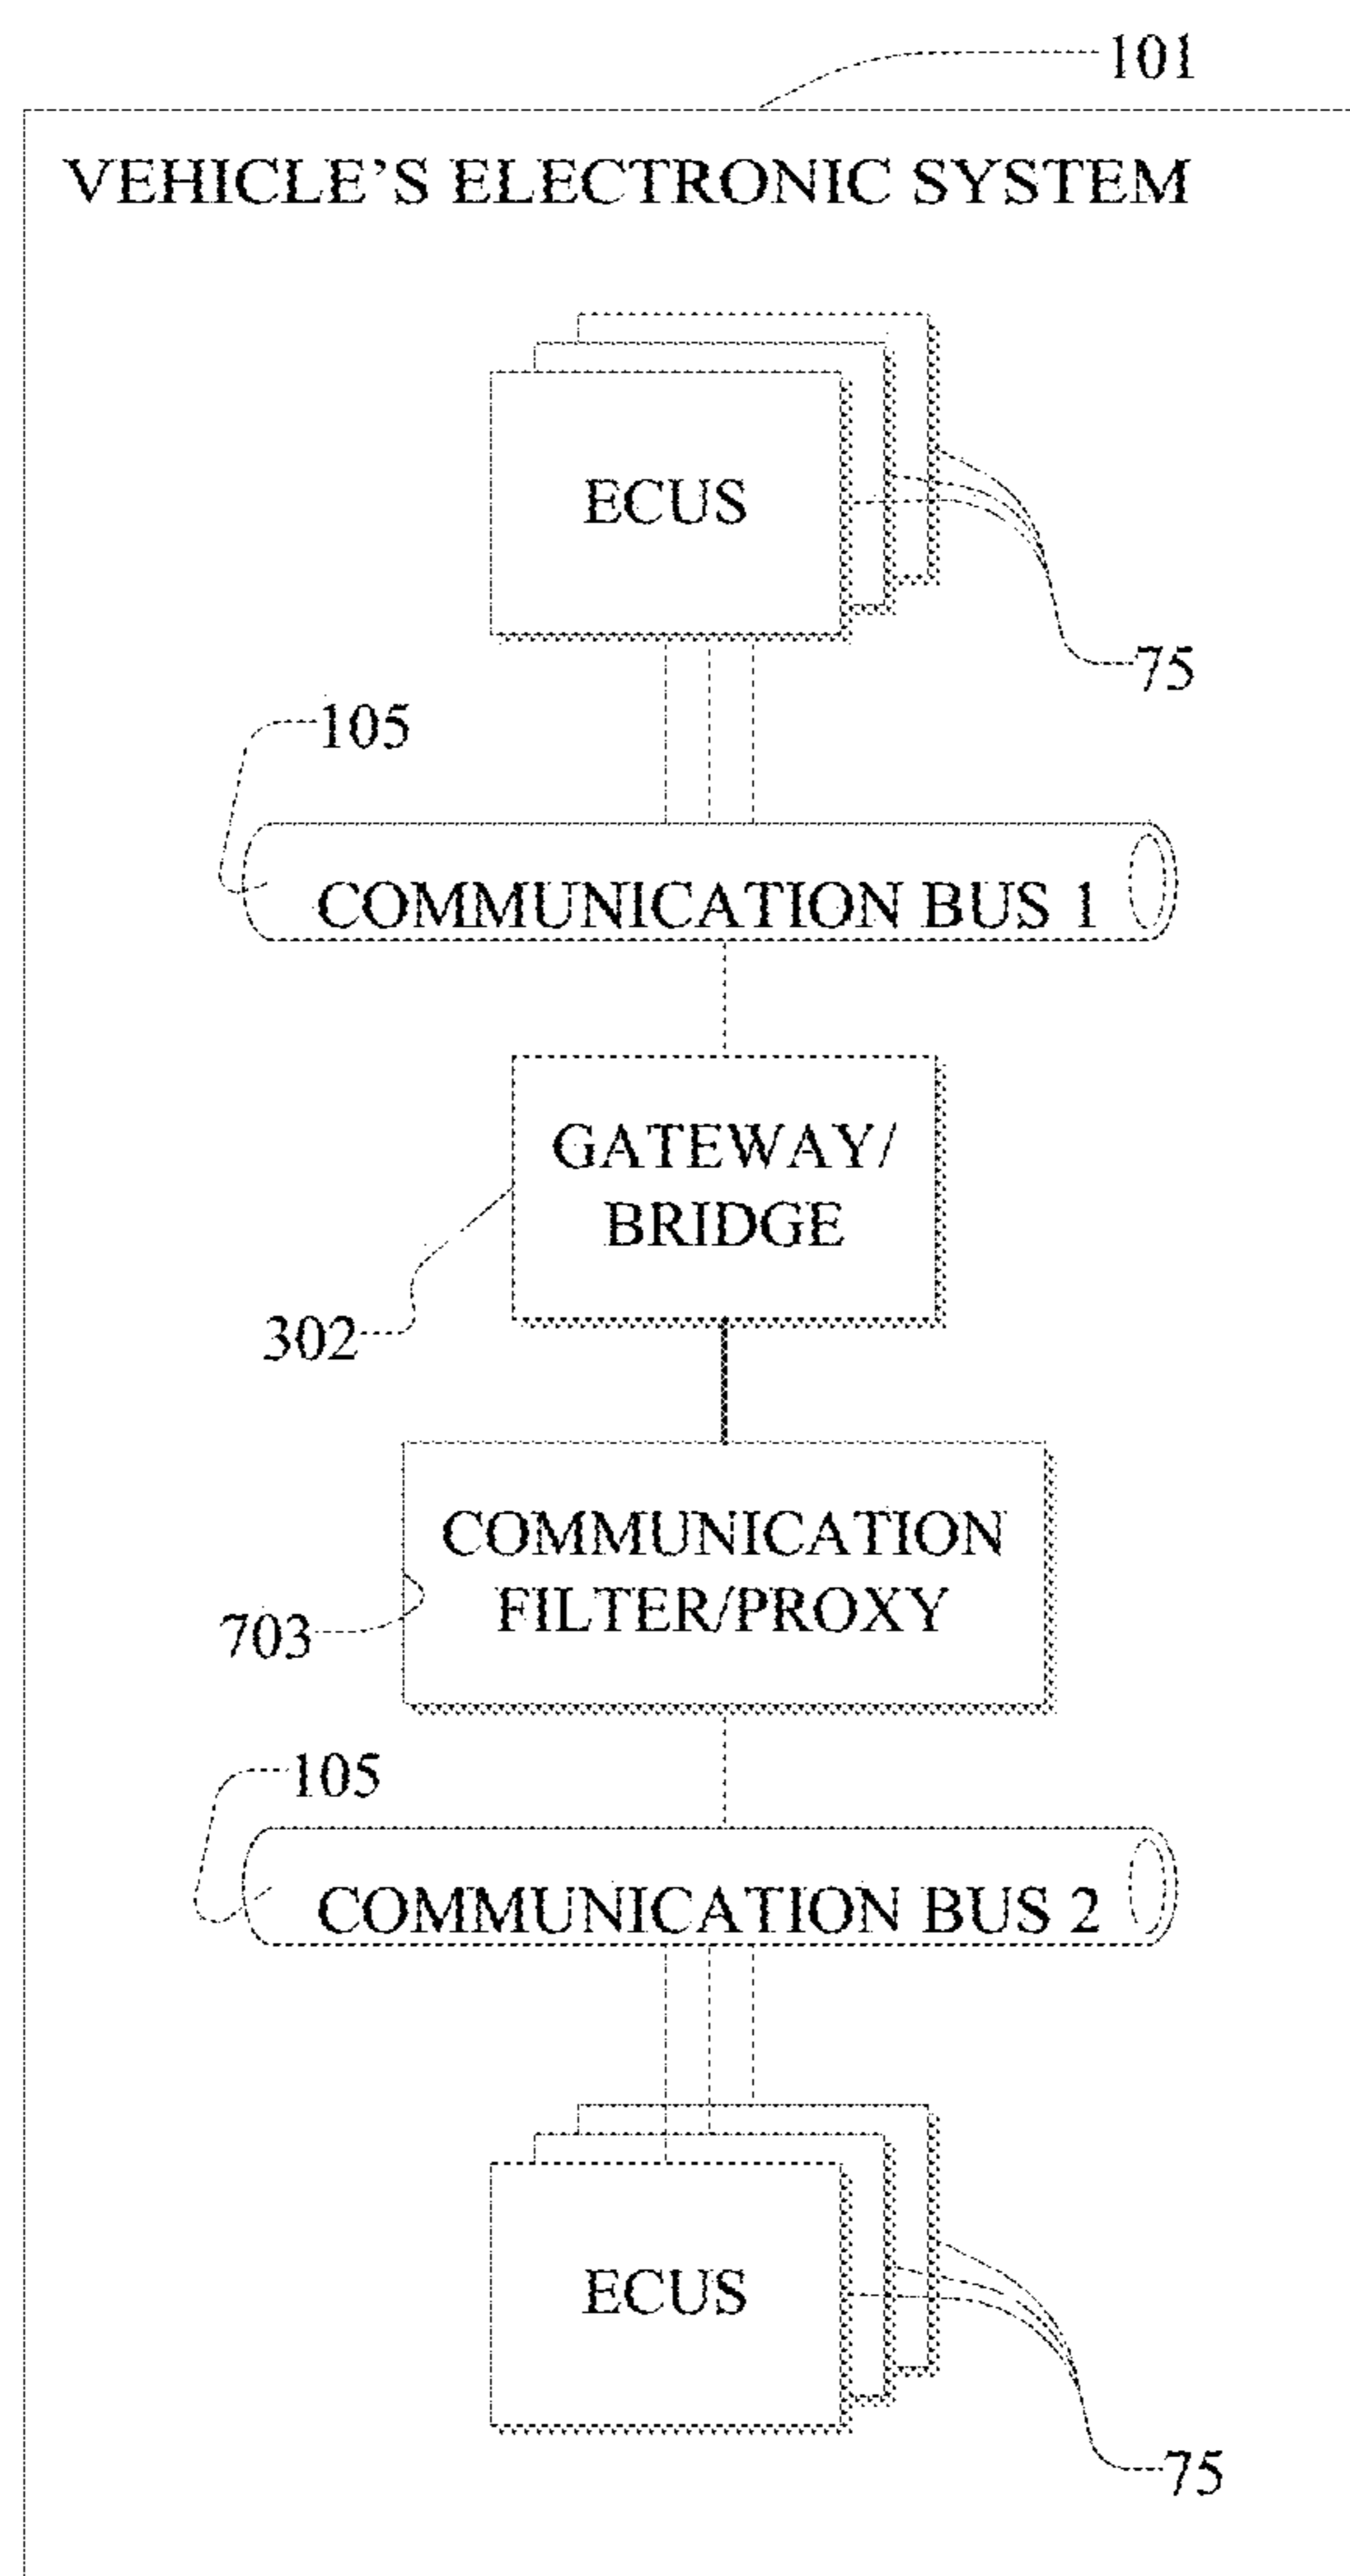 101
VEHICLE’S ELECTRONIC SYSTEM
ECUS
75
105
COMMUNICATION BUS 1
GATEWAY/
BRIDGE
302
COMMUNICATION
FILTER/PROXY
703
105
COMMUNICATION BUS 2
ECUS
75